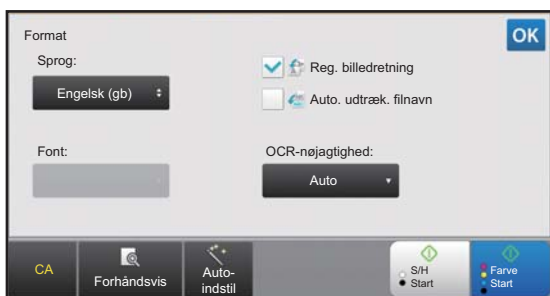 Format
OK
Sprog:
Engelsk (gb)
Reg. billedretning
Auto. udtræk. filnavn
Font:
OCR-nøjagtighed:
Auto
CA
Forhåndsvis
Auto-
indstil
S/H
Start
Farve
Start